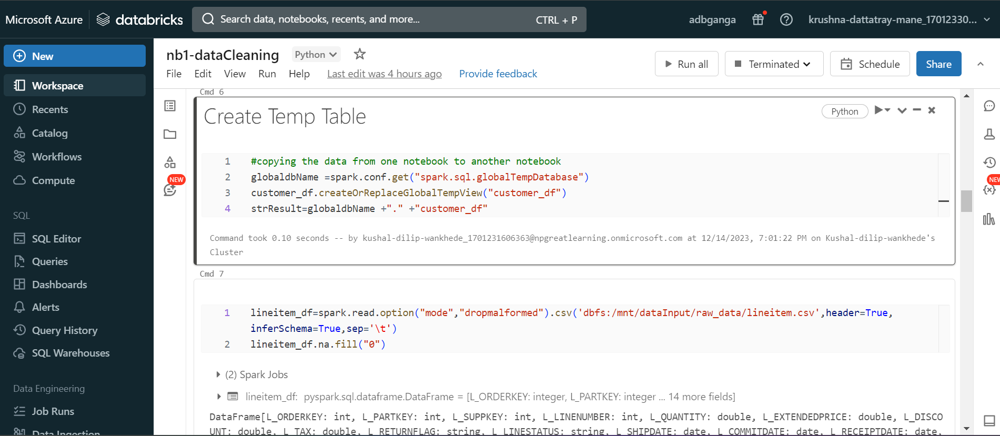 Microsoft Azure
databricks
Search data, notebooks, recents, and more...
CTRL + P
adbganga
krushna-dattatray-mane_17012330...
New
Workspace
Recents
Catalog
Workflows
Compute
SQL
SQL Editor
Queries
Dashboards
Alerts
Query History
SQL Warehouses
Data Engineering
Job Runs
Data Ingestion
nb1-dataCleaning
Python
File Edit View Run Help Last edit was 4 hours ago Provide feedback
Run all
Terminated
Schedule
Share
NEW
Cmd 6
Create Temp Table
Python
1 #copying the data from one notebook to another notebook
2 globaldbName =spark.conf.get("spark.sql.globalTempDatabase")
3 customer_df.createOrReplaceGlobalTempView("customer_df")
4 strResult=globaldbName +"." +"customer_df"
Command took 0.10 seconds -- by kushal-dilip-wankhede_1701231606363@npgreatlearning.onmicrosoft.com at 12/14/2023, 7:01:22 PM on Kushal-dilip-wankhede's
Cluster
Cmd 7
1 lineitem_df=spark.read.option("mode","dropmalformed").csv('dbfs:/mnt/dataInput/raw_data/lineitem.csv',header=True,
inferSchema=True,sep='\t')
2 lineitem_df.na.fill("0")
(2) Spark Jobs
lineitem_df: pyspark.sql.dataframe.DataFrame = [L_ORDERKEY: integer, L_PARTKEY: integer ... 14 more fields]
DataFrame[L_ORDERKEY: int, L_PARTKEY: int, L_SUPPKEY: int, L_LINENUMBER: int, L_QUANTITY: double, L_EXTENDEDPRICE: double, L_DISCO
UNT: double, L_TAX: double, L_RETURNFLAG: string, L_LINESTATUS: string, L_SHIPDATE: date, L_COMMITDATE: date, L_RECEIPTDATE: date,
NEW